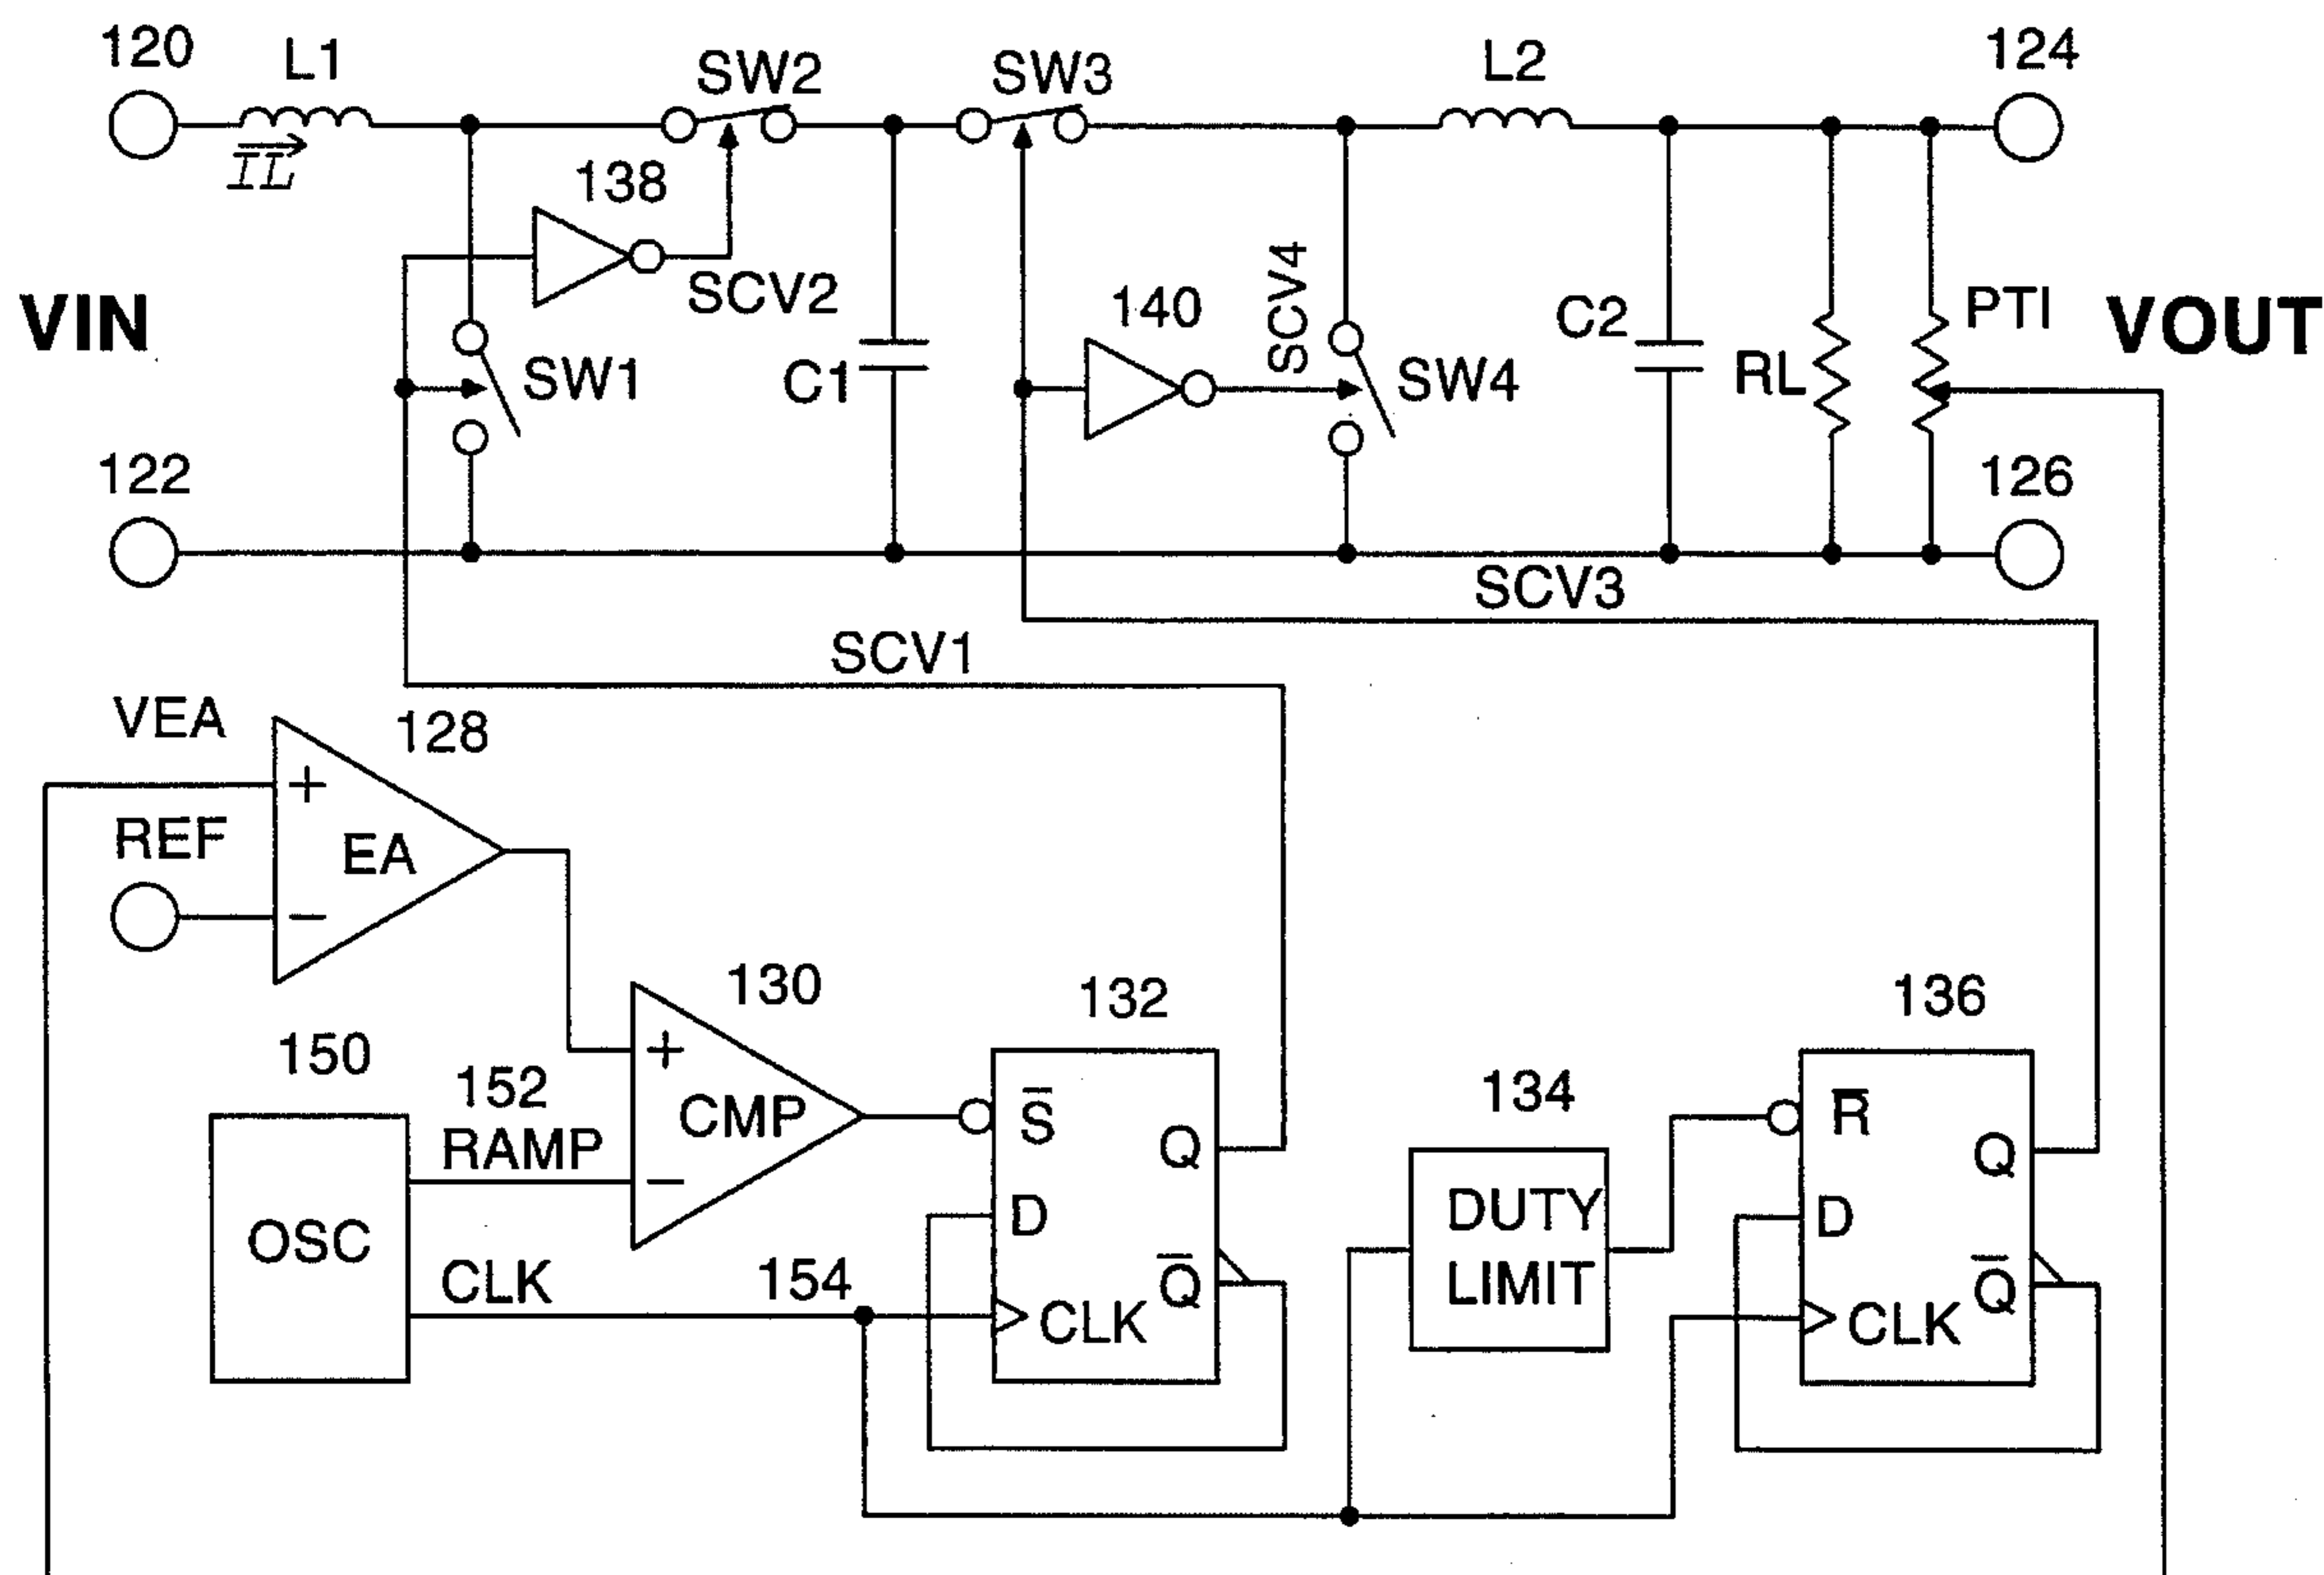 120
L1
SW2
SW3
L2
124
IL
138
VIN
SCV2
SW1
C1
140
SCV4
SW4
C2
RL
PTI
VOUT
122
126
SCV3
SCV1
VEA
128
+
REF
EA
−
130
132
136
150
152
RAMP
+
CMP
−
134
S̅
Q
D
Q̅
CLK
OSC
CLK
154
DUTY
LIMIT
R̅
Q
D
Q̅
CLK